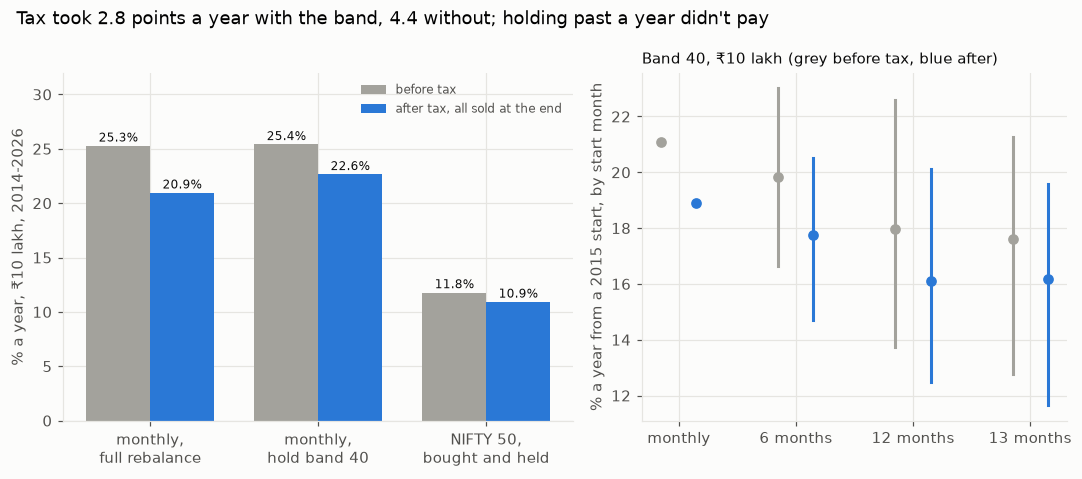 Tax took 2.8 points a year with the band, 4.4 without; holding past a year didn't pay
% a year, ₹10 lakh, 2014-2026
30
25
20
15
10
5
0
before tax
after tax, all sold at the end
25.3%
20.9%
25.4%
22.6%
11.8%
10.9%
monthly,
full rebalance
monthly,
hold band 40
NIFTY 50,
bought and held
Band 40, ₹10 lakh (grey before tax, blue after)
% a year from a 2015 start, by start month
22
20
18
16
14
12
monthly
6 months
12 months
13 months